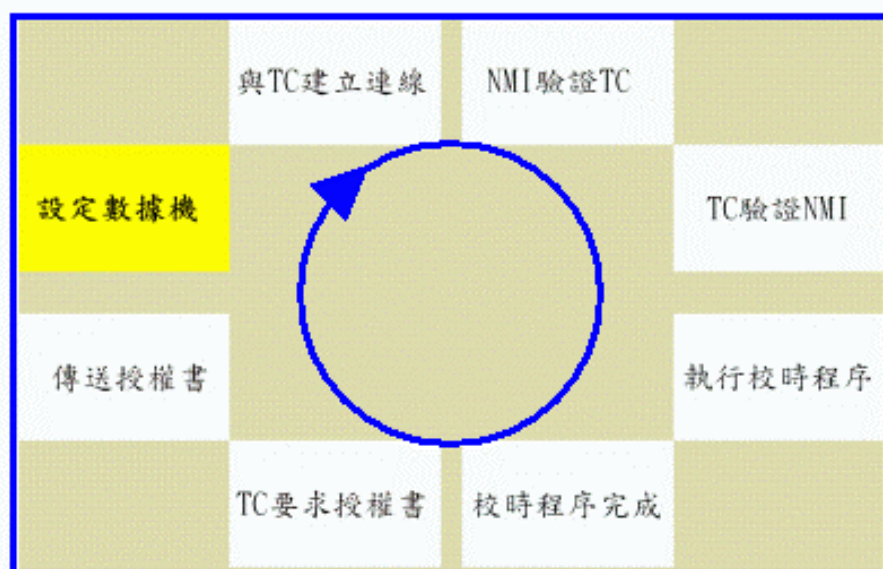 與TC建立連線
NMI驗證TC
設定數據機
TC驗證NMI
傳送授權書
執行校時程序
TC要求授權書
校時程序完成